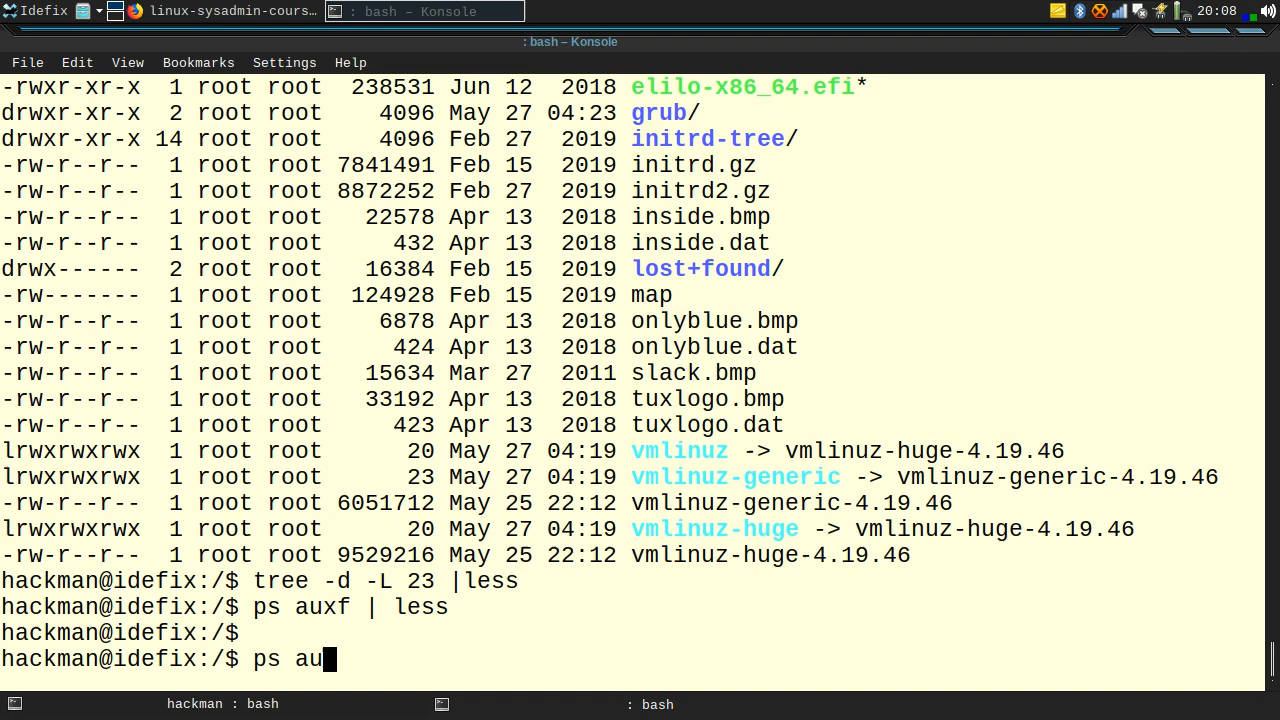 Idefix linux-sysadmin-cours… : bash – Konsole 20:08
: bash – Konsole
File Edit View Bookmarks Settings Help
-rwxr-xr-x  1 root root  238531 Jun 12  2018 elilo-x86_64.efi*
drwxr-xr-x  2 root root    4096 May 27 04:23 grub/
drwxr-xr-x 14 root root    4096 Feb 27  2019 initrd-tree/
-rw-r--r--  1 root root 7841491 Feb 15  2019 initrd.gz
-rw-r--r--  1 root root 8872252 Feb 27  2019 initrd2.gz
-rw-r--r--  1 root root   22578 Apr 13  2018 inside.bmp
-rw-r--r--  1 root root     432 Apr 13  2018 inside.dat
drwx------  2 root root   16384 Feb 15  2019 lost+found/
-rw-------  1 root root  124928 Feb 15  2019 map
-rw-r--r--  1 root root    6878 Apr 13  2018 onlyblue.bmp
-rw-r--r--  1 root root     424 Apr 13  2018 onlyblue.dat
-rw-r--r--  1 root root   15634 Mar 27  2011 slack.bmp
-rw-r--r--  1 root root   33192 Apr 13  2018 tuxlogo.bmp
-rw-r--r--  1 root root     423 Apr 13  2018 tuxlogo.dat
lrwxrwxrwx  1 root root      20 May 27 04:19 vmlinuz -> vmlinuz-huge-4.19.46
lrwxrwxrwx  1 root root      23 May 27 04:19 vmlinuz-generic -> vmlinuz-generic-4.19.46
-rw-r--r--  1 root root 6051712 May 25 22:12 vmlinuz-generic-4.19.46
lrwxrwxrwx  1 root root      20 May 27 04:19 vmlinuz-huge -> vmlinuz-huge-4.19.46
-rw-r--r--  1 root root 9529216 May 25 22:12 vmlinuz-huge-4.19.46
hackman@idefix:/$ tree -d -L 23 |less
hackman@idefix:/$ ps auxf | less
hackman@idefix:/$
hackman@idefix:/$ ps au
hackman : bash : bash